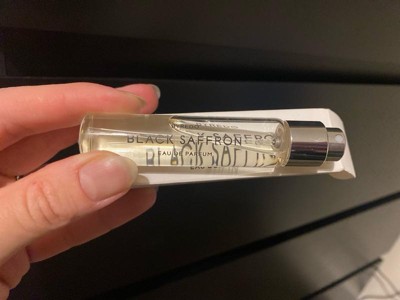 BLACK SAFFRON
EAU DE PARFUM